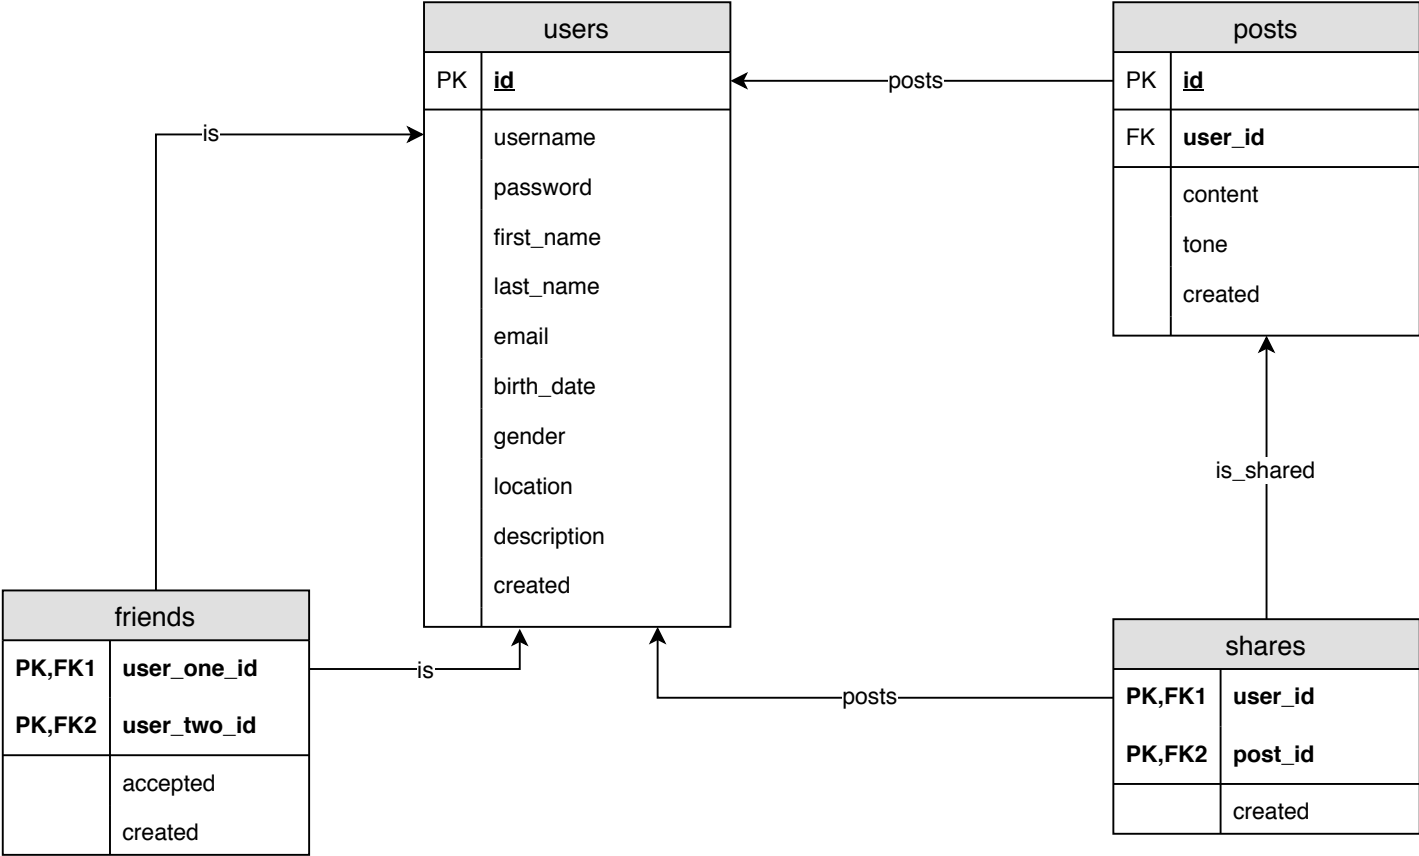 users
PK id
username
password
first_name
last_name
email
birth_date
gender
location
description
created
posts
PK id
FK user_id
content
tone
created
posts
is
is_shared
friends
PK,FK1 user_one_id
PK,FK2 user_two_id
accepted
created
is
posts
shares
PK,FK1 user_id
PK,FK2 post_id
created